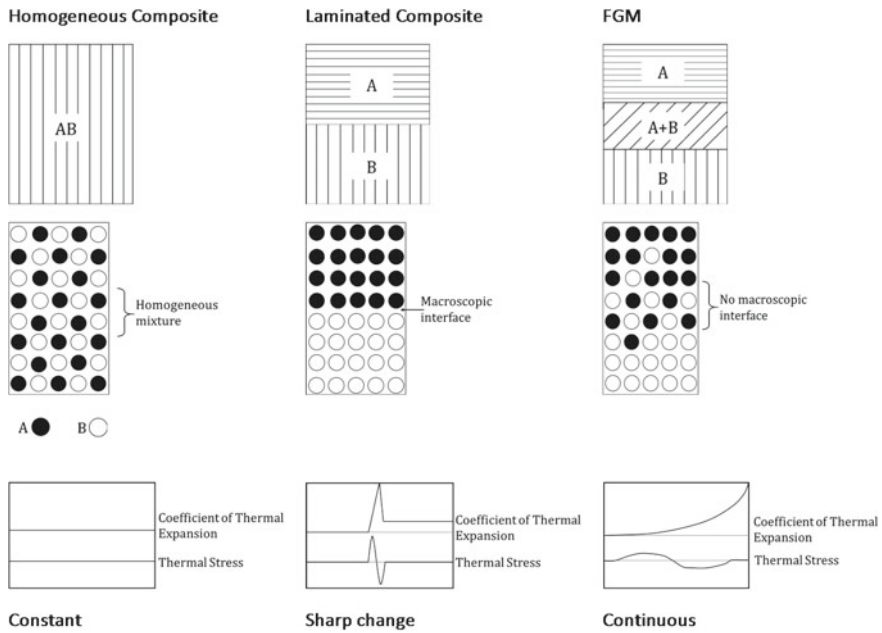 Homogeneous Composite
Laminated Composite
FGM
AB
A
B
A
A+B
B
Homogeneous
mixture
Macroscopic
interface
No macroscopic
interface
A
B
Coefficient of Thermal
Expansion
Thermal Stress
Coefficient of Thermal
Expansion
Thermal Stress
Coefficient of Thermal
Expansion
Thermal Stress
Constant
Sharp change
Continuous